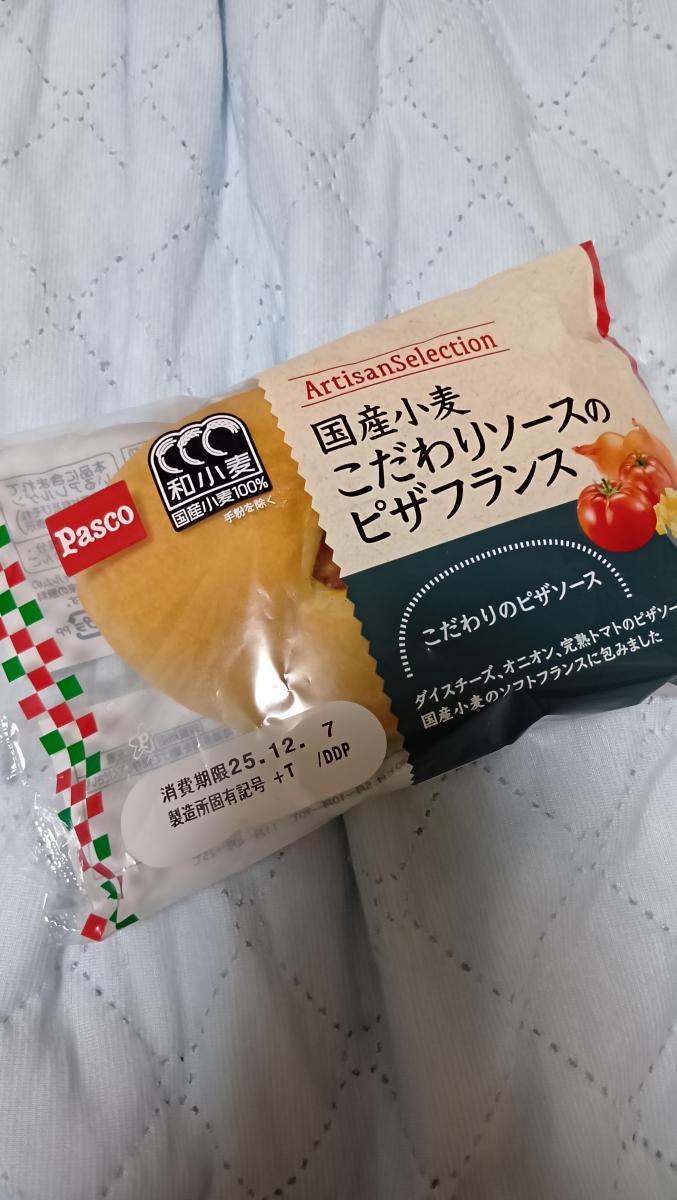 ArtisanSelection
国産小麦
こだわりソースの
ピザフランス
和小麦
国産小麦100%
手粉を除く
Pasco
こだわりのピザソース
ダイスチーズ、オニオン、完熟トマトのピザソー
国産小麦のソフトフランスに包みました
消費期限25.12. 7
製造所固有記号 +T /DDP